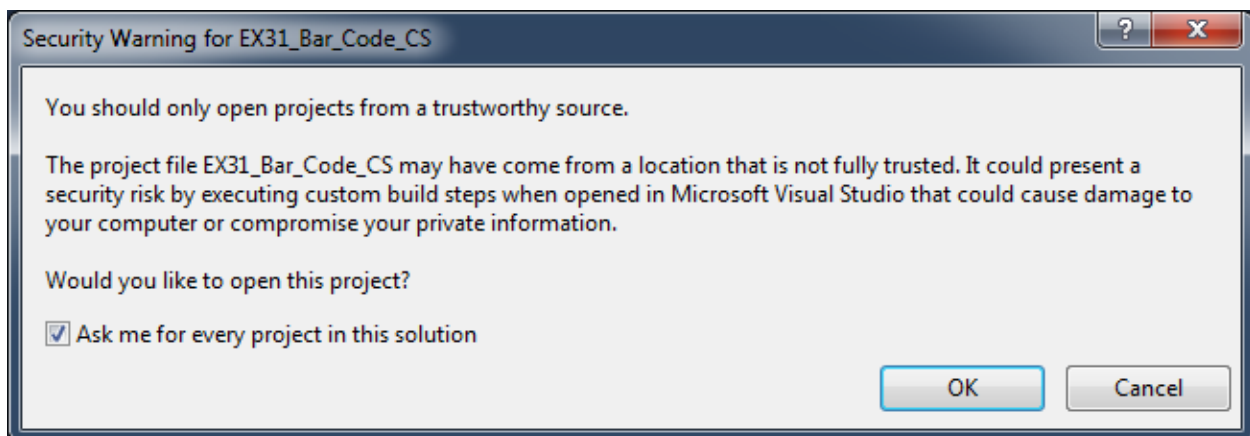 Security Warning for EX31_Bar_Code_CS
?
X
You should only open projects from a trustworthy source.
The project file EX31_Bar_Code_CS may have come from a location that is not fully trusted. It could present a
security risk by executing custom build steps when opened in Microsoft Visual Studio that could cause damage to
your computer or compromise your private information.
Would you like to open this project?
Ask me for every project in this solution
OK
Cancel